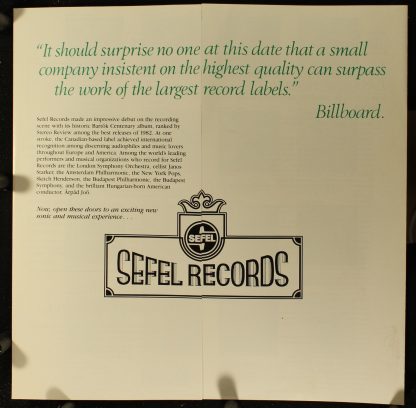 “It should surprise no one at this date that a small
company insistent on the highest quality can surpass
the work of the largest record labels.”
Billboard.
Sefel Records made an impressive debut on the recording
scene with its historic Bartók Centenary album, ranked by
Stereo Review among the best releases of 1982. At one
stroke, the Canadian-based label achieved international
recognition among discerning audiophiles and music lovers
throughout Europe and America. Among the world's leading
performers and musical organizations who record for Sefel
Records are the London Symphony Orchestra, cellist Janos
Starker, the Amsterdam Philharmonic, the New York Pops,
Skitch Henderson, the Budapest Philharmonic, the Budapest
Symphony, and the brilliant Hungarian-born American
conductor, Árpád Joó.
Now, open these doors to an exciting new
sonic and musical experience . . .
SEFEL
SEFEL RECORDS